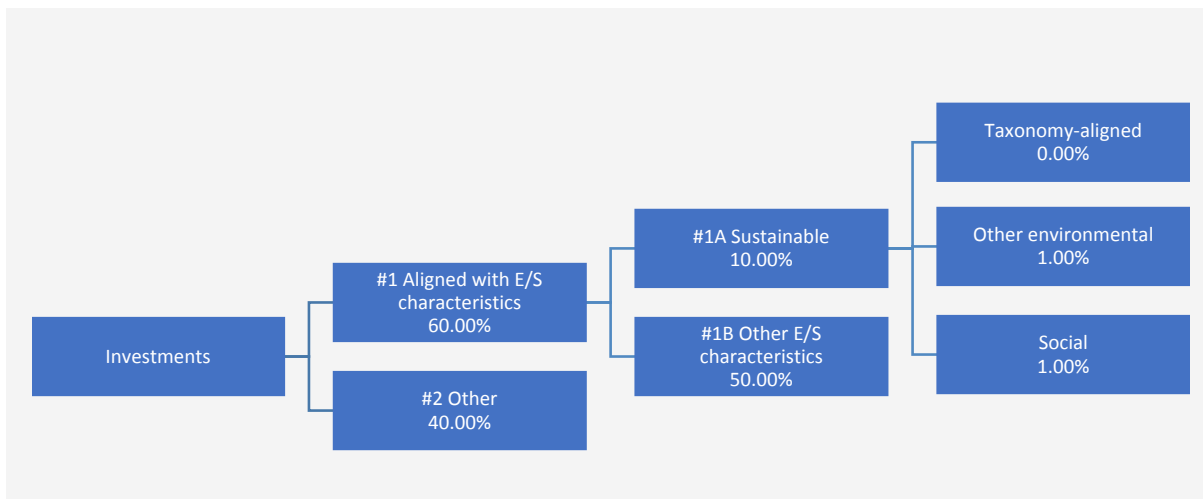 Investments
#1 Aligned with E/S
characteristics
60.00%
#2 Other
40.00%
#1A Sustainable
10.00%
#1B Other E/S
characteristics
50.00%
Taxonomy-aligned
0.00%
Other environmental
1.00%
Social
1.00%